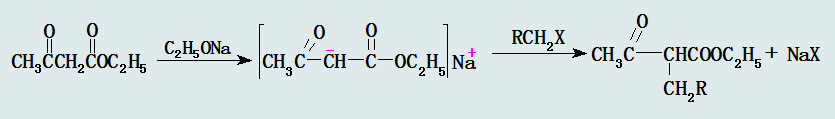 O O O O O
C₂H₅ONa − + RCH₂X
CH₃CCH₂COC₂H₅ [CH₃C—CH—C—OC₂H₅]Na CH₃C—CHCOOC₂H₅ + NaX
CH₂R